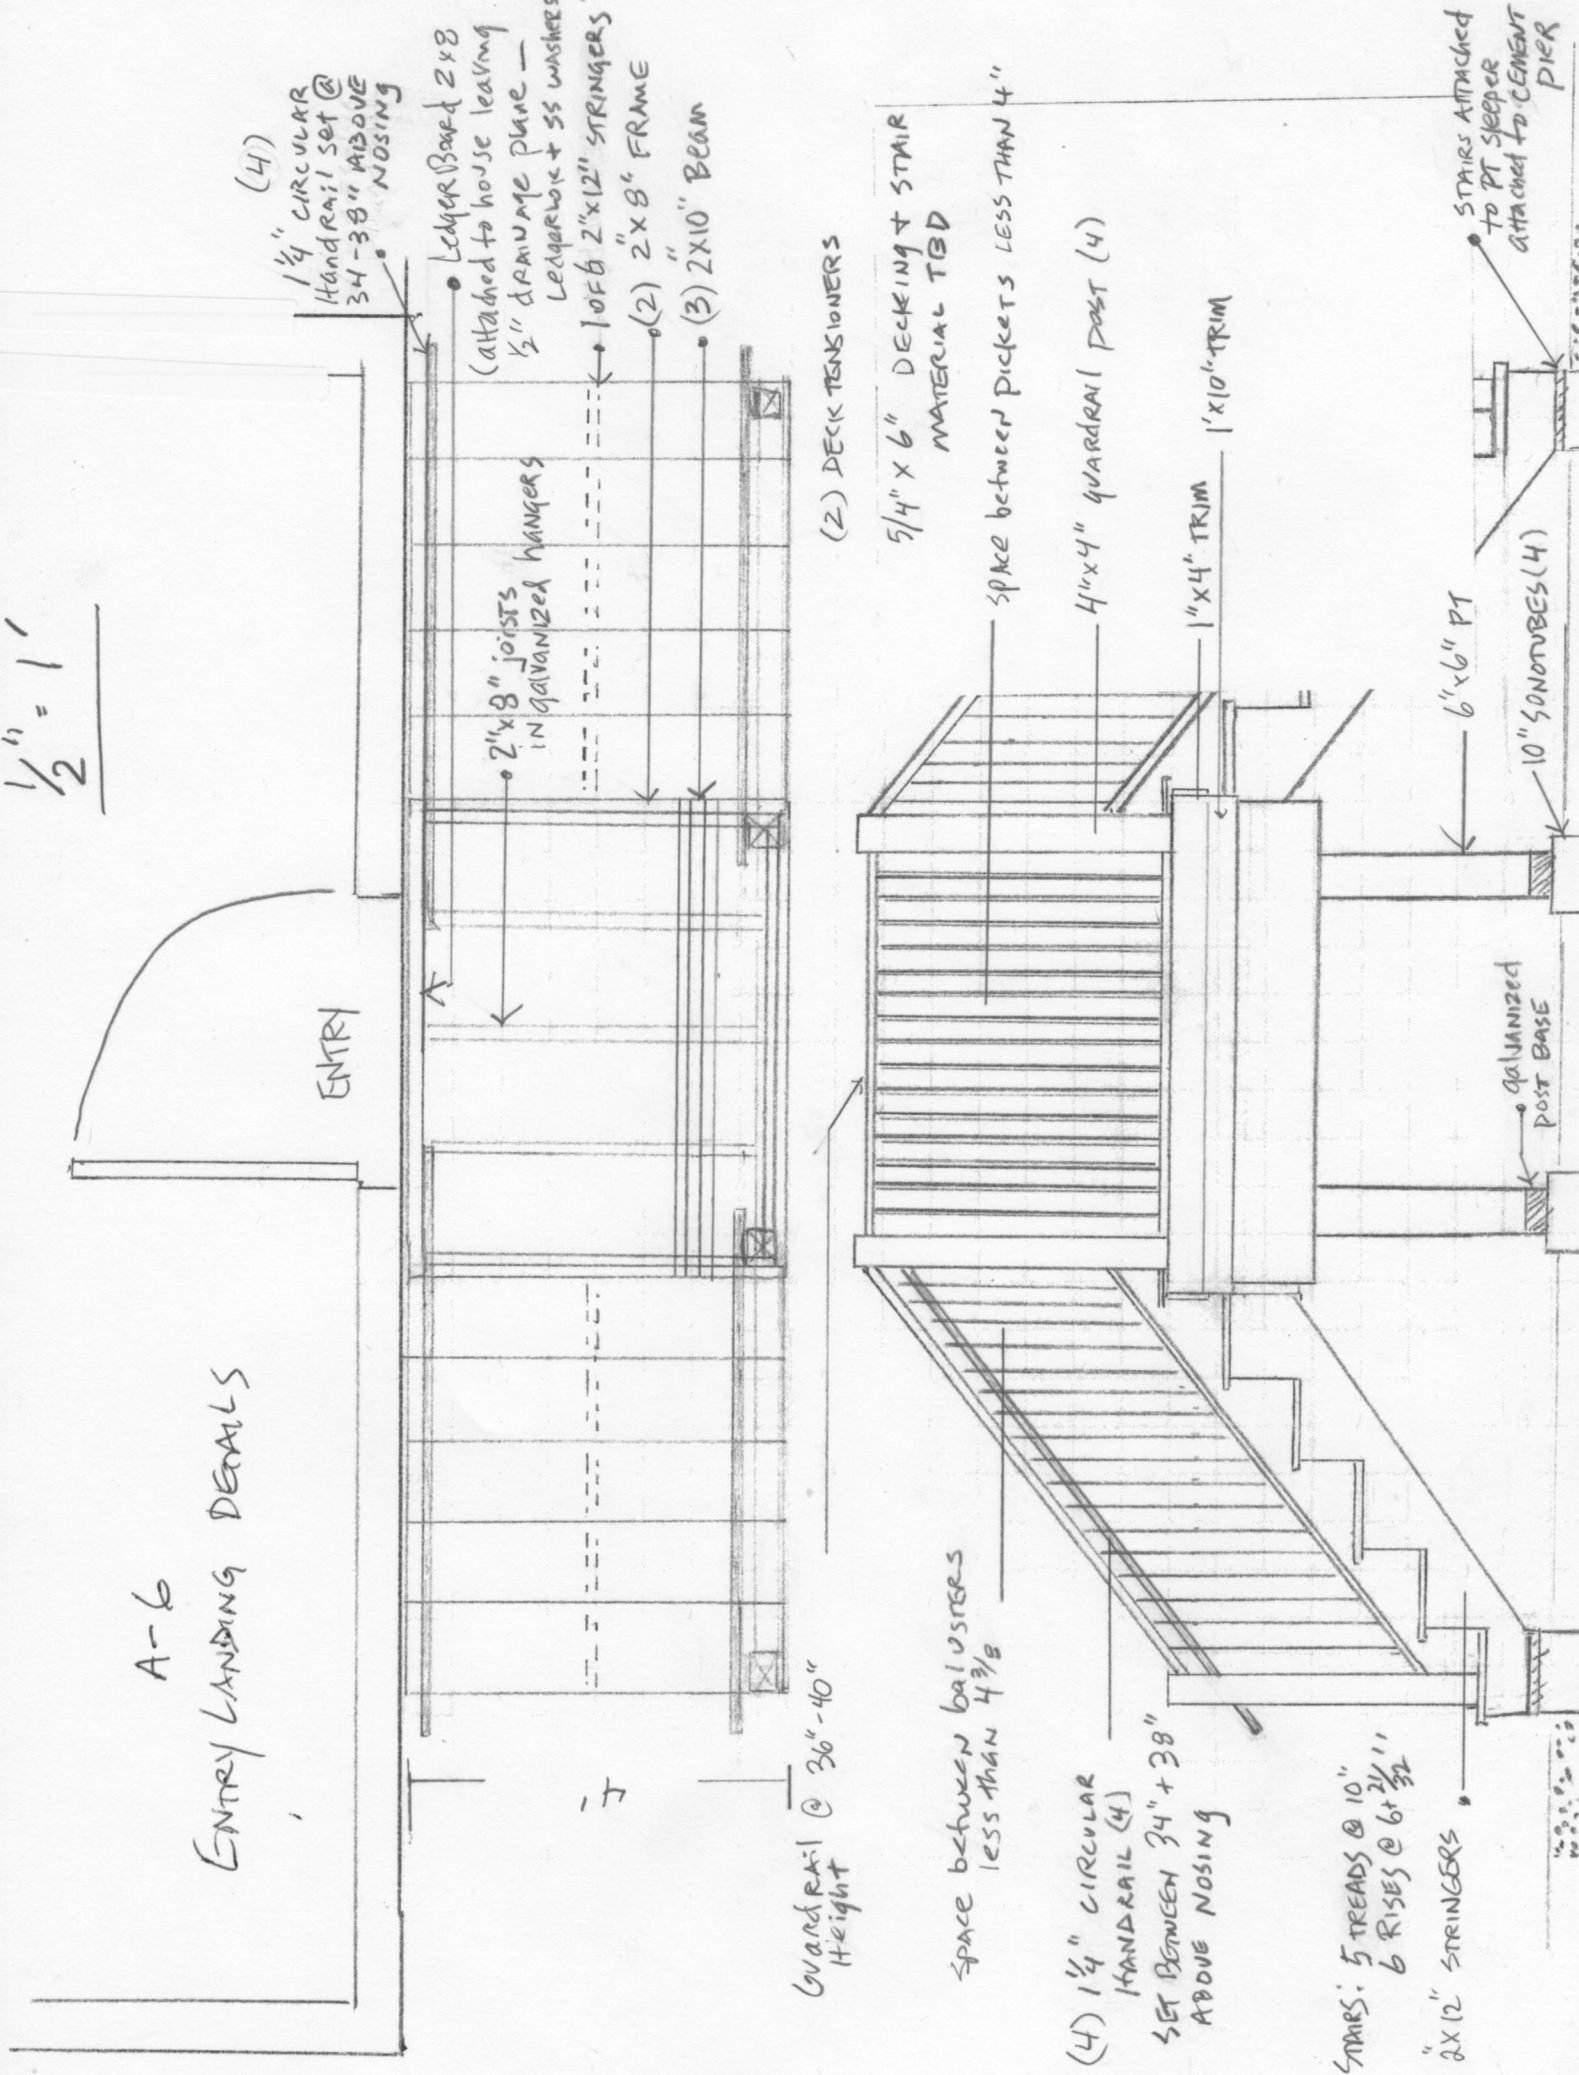 1/2" = 1'
A-6
ENTRY LANDING DETAILS
ENTRY
(4)
1 1/4" CIRCULAR
Handrail set @
34-38" ABOVE
NOSING
Ledger Board 2x8
(attached to house leaving
1/2" drainage plane –
Ledgerlok + SS washers
2"x12" STRINGERS
(2) 2"x8" FRAME
(3) 2x10" Beam
2"x8" joists
IN galvanized hangers
5'
(2) DECK TENSIONERS
5/4" x 6" DECKING + STAIR
MATERIAL TBD
SPACE between Pickets LESS THAN 4"
4"x4" guardrail post (4)
1"x4" TRIM
1'x10" TRIM
GUARDRAIL @ 36"-40"
Height
SPACE between balusters
less than 4 3/8
(4) 1 1/4" CIRCULAR
HANDRAIL (4)
SET BETWEEN 34" + 38"
ABOVE NOSING
STAIRS: 5 TREADS @ 10"
6 RISES @ 6+ 21/32"
2x12" STRINGERS
galvanized
POST BASE
6"x6" PT
10" SONOTUBES (4)
STAIRS ATTACHED
TO PT Sleeper
attached to CEMENT
PIER